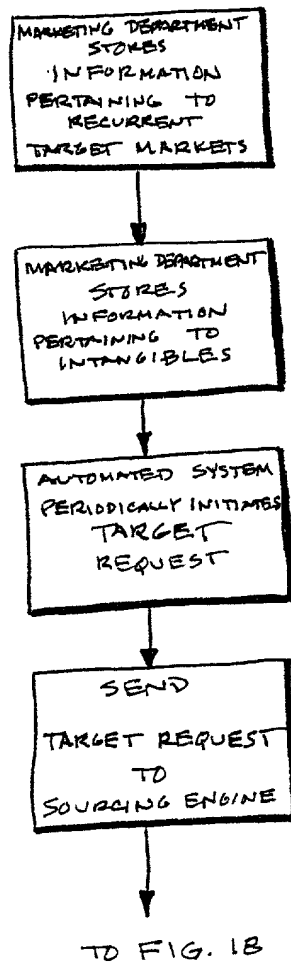 MARKETING DEPARTMENT
STORES
INFORMATION
PERTAINING TO
RECURRENT
TARGET MARKETS
MARKETING DEPARTMENT
STORES
INFORMATION
PERTAINING TO
INTANGIBLES
AUTOMATED SYSTEM
PERIODICALLY INITIATES
TARGET
REQUEST
SEND
TARGET REQUEST
TO
SOURCING ENGINE
TO FIG. 18